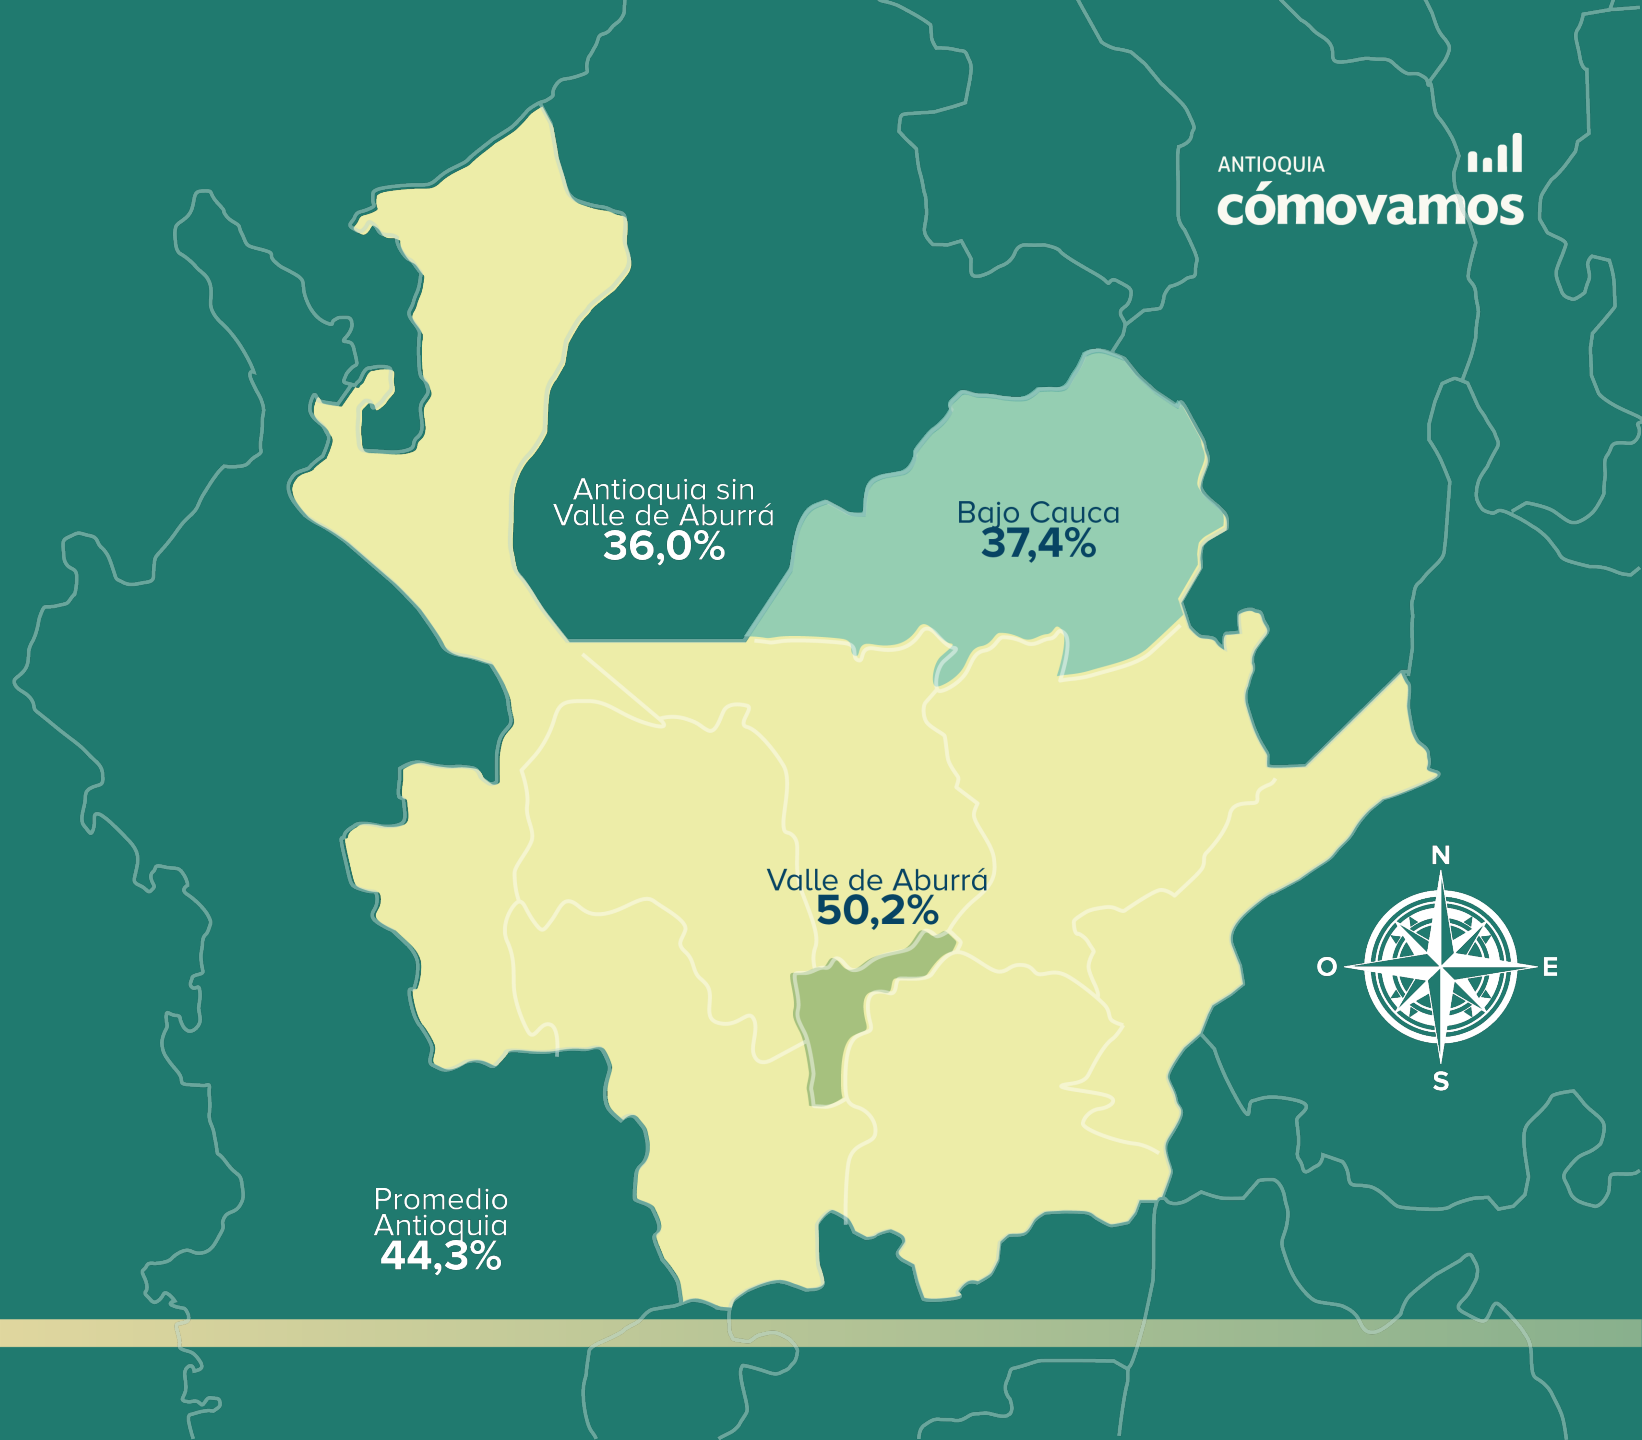 ANTIOQUIA
cómovamos
Antioquia sin
Valle de Aburrá
36,0%
Bajo Cauca
37,4%
Valle de Aburrá
50,2%
N
O
E
S
Promedio
Antioquia
44,3%